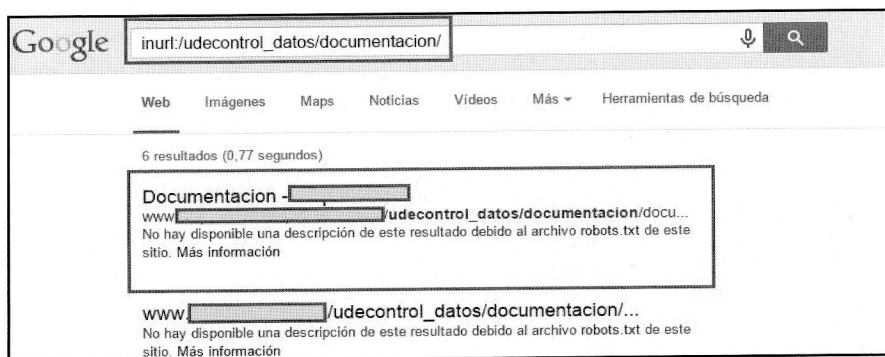 Google
inurl:/udecontrol_datos/documentacion/
Web Imágenes Maps Noticias Vídeos Más Herramientas de búsqueda
6 resultados (0,77 segundos)
Documentacion -
www /udecontrol_datos/documentacion/docu...
No hay disponible una descripción de este resultado debido al archivo robots.txt de este
sitio. Más información
www. /udecontrol_datos/documentacion/...
No hay disponible una descripción de este resultado debido al archivo robots.txt de este
sitio. Más información